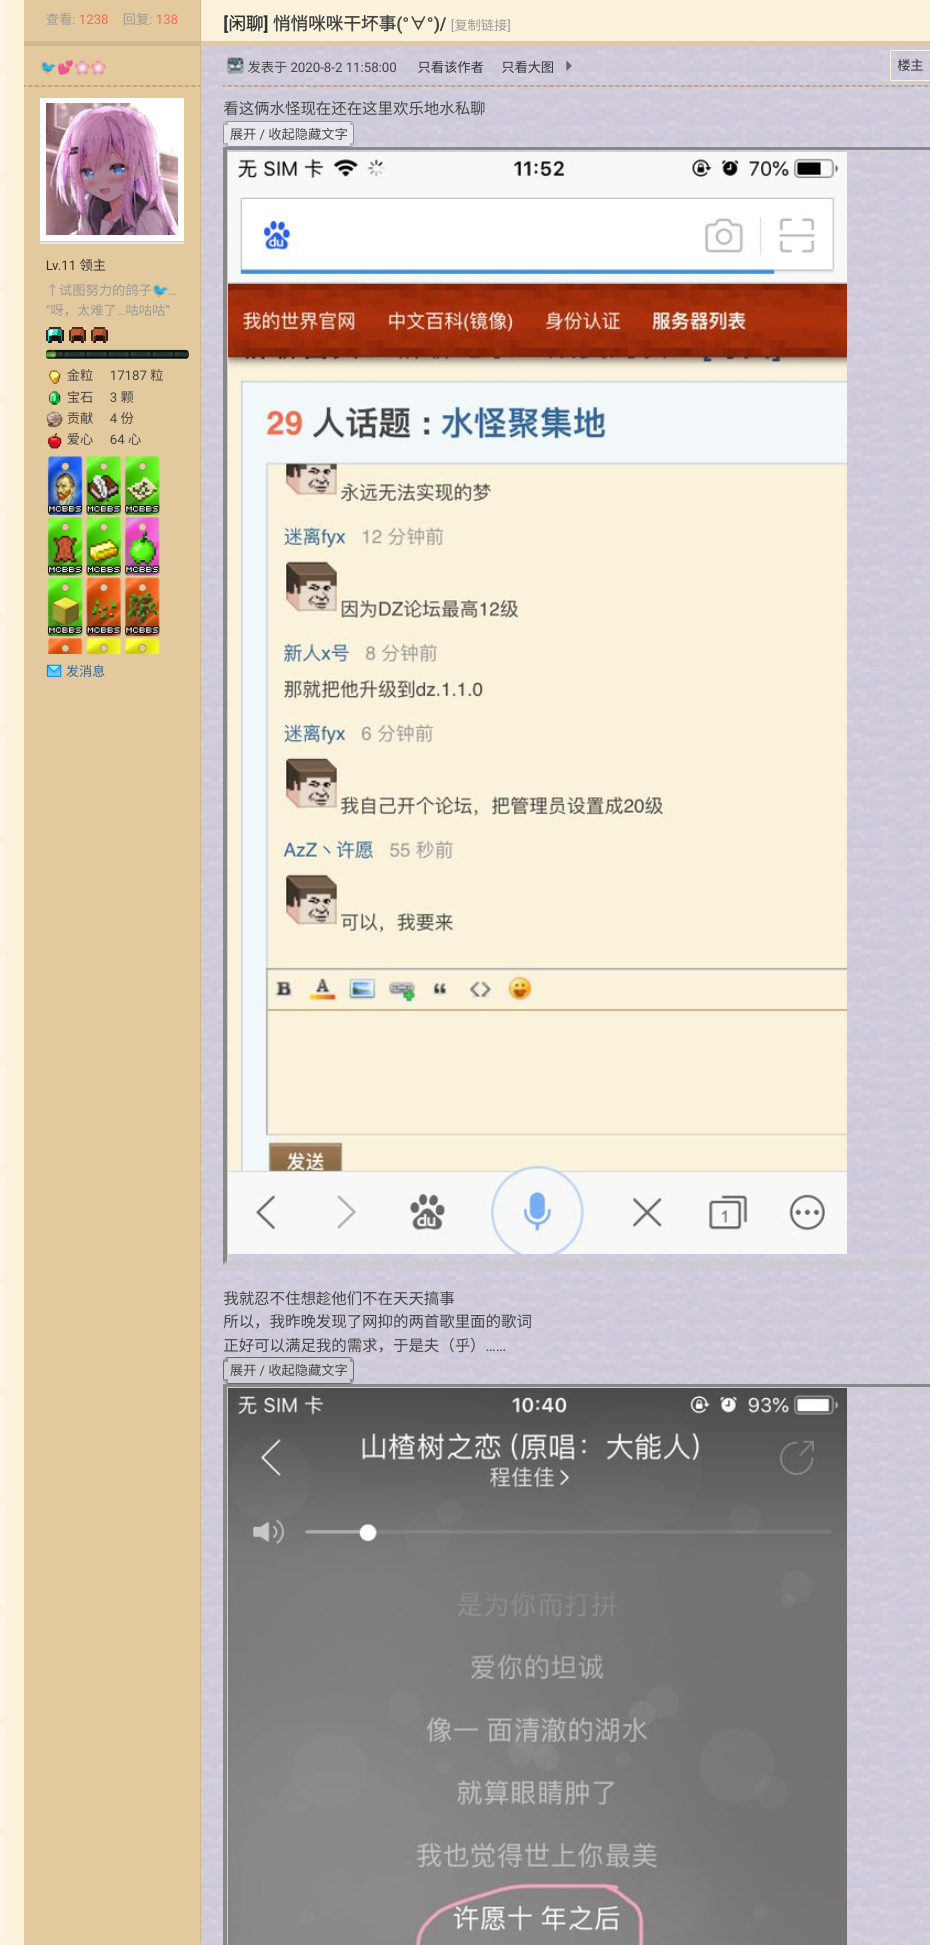 查看: 1238 回复: 138
[闲聊] 悄悄咪咪干坏事(°∀°)/ [复制链接]
🐦💕🌸🌸
发表于 2020-8-2 11:58:00 只看该作者 只看大图
楼主
看这俩水怪现在还在这里欢乐地水私聊
展开 / 收起隐藏文字
Lv.11 领主
↑试图努力的鸽子🐦...
“呀，太难了...咕咕咕”
金粒 17187 粒
宝石 3 颗
贡献 4 份
爱心 64 心
MCBBS MCBBS MCBBS
MCBBS MCBBS MCBBS
MCBBS MCBBS MCBBS
发消息
无 SIM 卡 11:52 70%
du
我的世界官网 中文百科(镜像) 身份认证 服务器列表
29 人话题 : 水怪聚集地
永远无法实现的梦
迷离fyx 12 分钟前
因为DZ论坛最高12级
新人x号 8 分钟前
那就把他升级到dz.1.1.0
迷离fyx 6 分钟前
我自己开个论坛，把管理员设置成20级
AzZ丶许愿 55 秒前
可以，我要来
B A “ <>
发送
du 1
我就忍不住想趁他们不在天天搞事
所以，我昨晚发现了网抑的两首歌里面的歌词
正好可以满足我的需求，于是夫（乎）......
展开 / 收起隐藏文字
无 SIM 卡 10:40 93%
山楂树之恋 (原唱：大能人)
程佳佳 >
是为你而打拼
爱你的坦诚
像一 面清澈的湖水
就算眼睛肿了
我也觉得世上你最美
许愿十 年之后